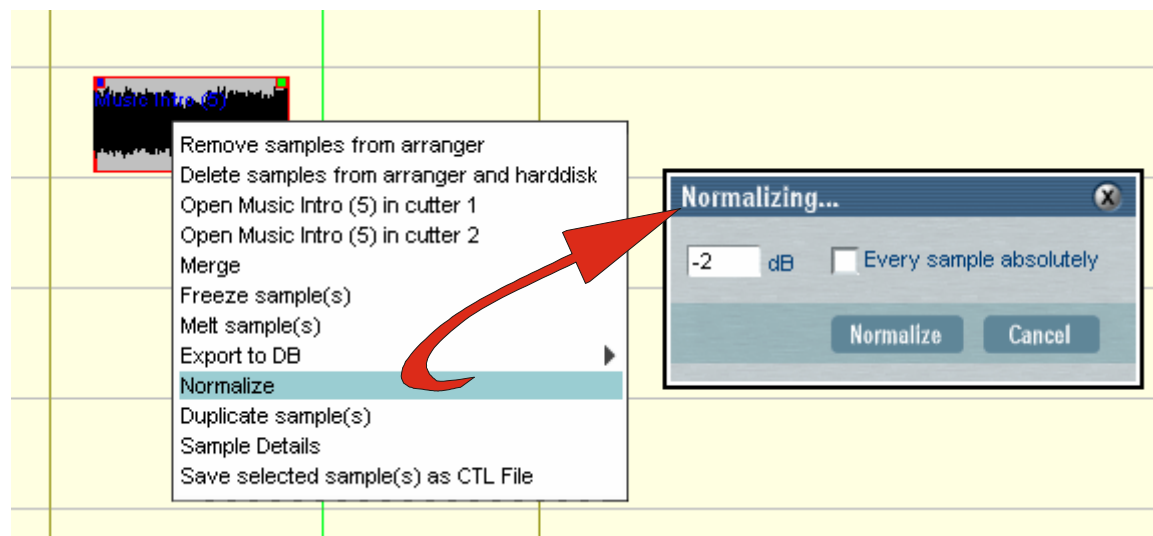 Music Intro (5)
Remove samples from arranger
Delete samples from arranger and harddisk
Open Music Intro (5) in cutter 1
Open Music Intro (5) in cutter 2
Merge
Freeze sample(s)
Melt sample(s)
Export to DB
Normalize
Duplicate sample(s)
Sample Details
Save selected sample(s) as CTL File
Normalizing...
-2 dB Every sample absolutely
Normalize Cancel